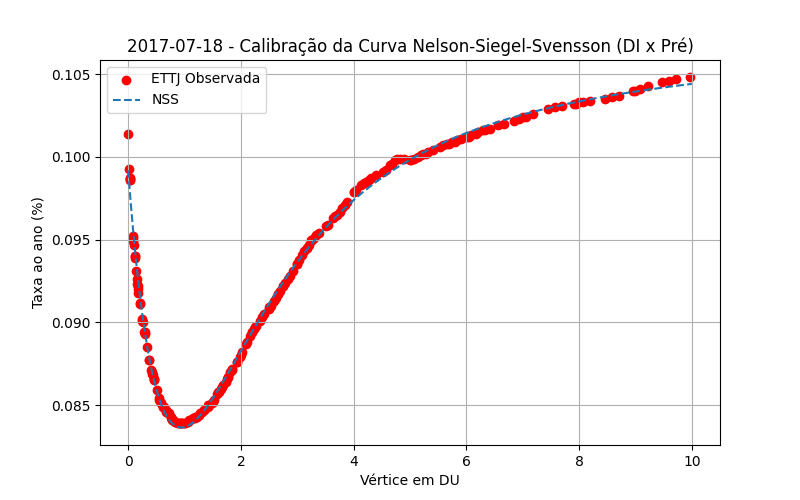 2017-07-18 - Calibração da Curva Nelson-Siegel-Svensson (DI x Pré)
ETTJ Observada
NSS
Taxa ao ano (%)
0.105
0.100
0.095
0.090
0.085
0 2 4 6 8 10
Vértice em DU